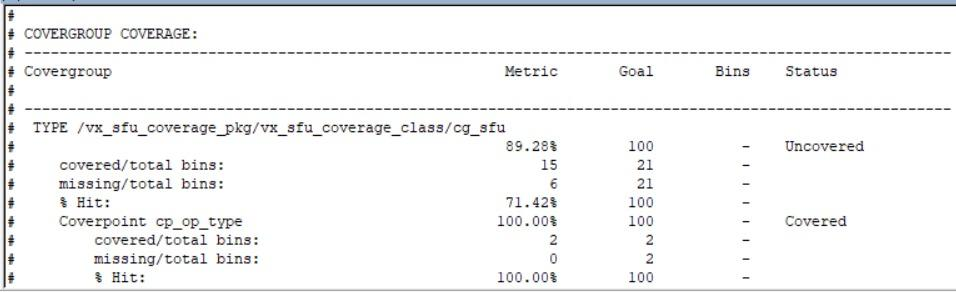 #
# COVERGROUP COVERAGE:
# ----------------------------------------------------------------------------------------------------------
# Covergroup                                             Metric       Goal       Bins    Status
#
# ----------------------------------------------------------------------------------------------------------
#  TYPE /vx_sfu_coverage_pkg/vx_sfu_coverage_class/cg_sfu
#                                                        89.28%        100          -    Uncovered
#     covered/total bins:                                    15         21          -
#     missing/total bins:                                     6         21          -
#     % Hit:                                             71.42%        100          -
#     Coverpoint cp_op_type                             100.00%        100          -    Covered
#         covered/total bins:                                 2          2          -
#         missing/total bins:                                 0          2          -
#         % Hit:                                        100.00%        100          -